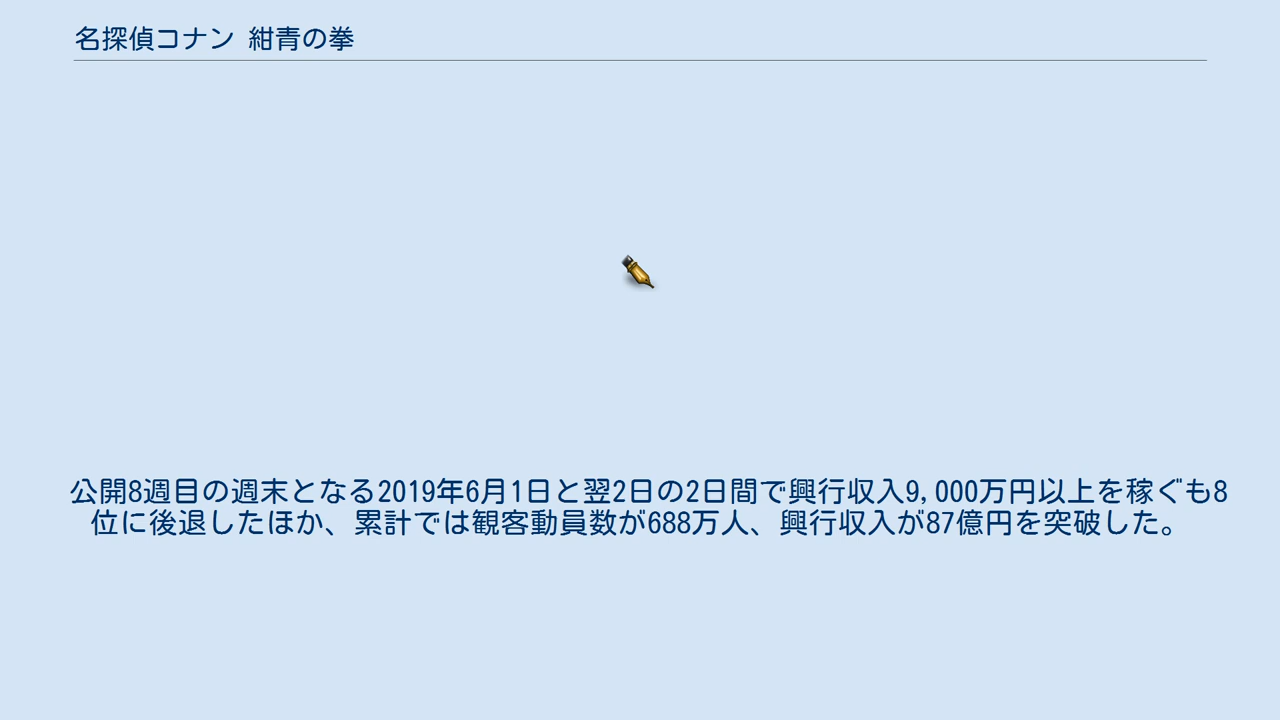 名探偵コナン 紺青の拳
公開8週目の週末となる2019年6月1日と翌2日の2日間で興行収入9,000万円以上を稼ぐも8
位に後退したほか、累計では観客動員数が688万人、興行収入が87億円を突破した。